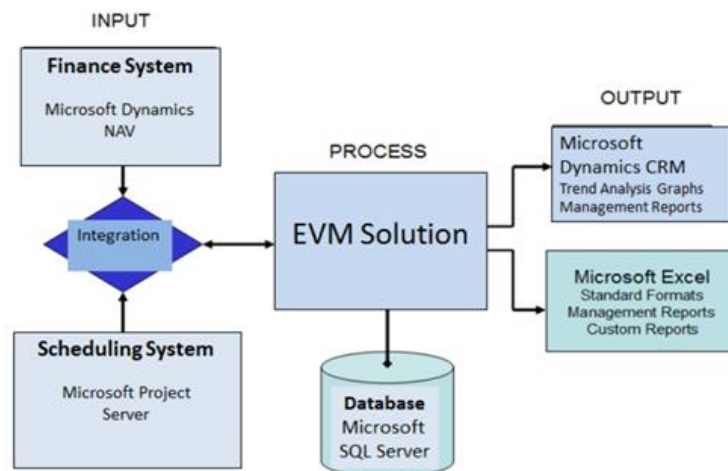 INPUT
Finance System
Microsoft Dynamics
NAV
Integration
Scheduling System
Microsoft Project
Server
PROCESS
EVM Solution
Database
Microsoft
SQL Server
OUTPUT
Microsoft
Dynamics CRM
Trend Analysis Graphs
Management Reports
Microsoft Excel
Standard Formats
Management Reports
Custom Reports